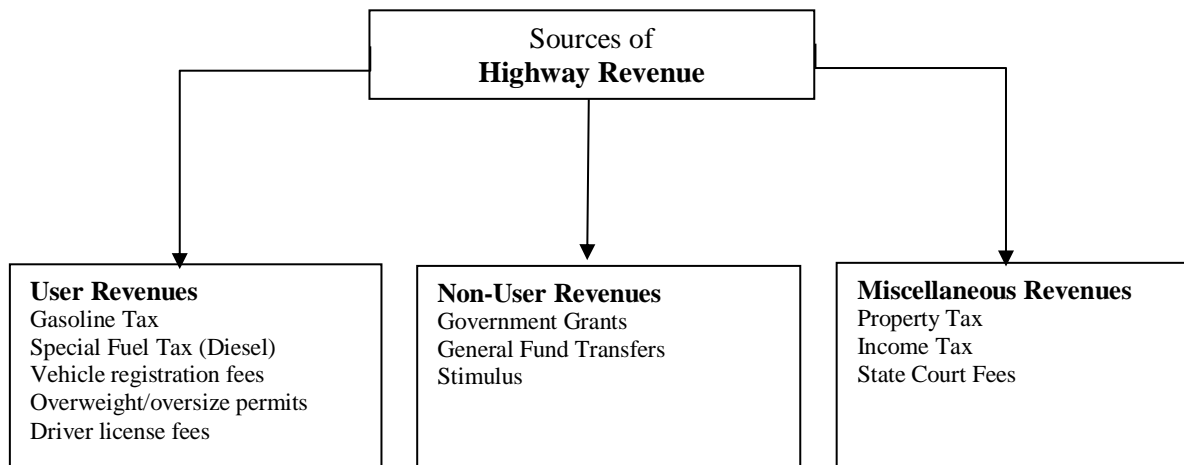 Sources of
Highway Revenue
User Revenues
Gasoline Tax
Special Fuel Tax (Diesel)
Vehicle registration fees
Overweight/oversize permits
Driver license fees
Non-User Revenues
Government Grants
General Fund Transfers
Stimulus
Miscellaneous Revenues
Property Tax
Income Tax
State Court Fees